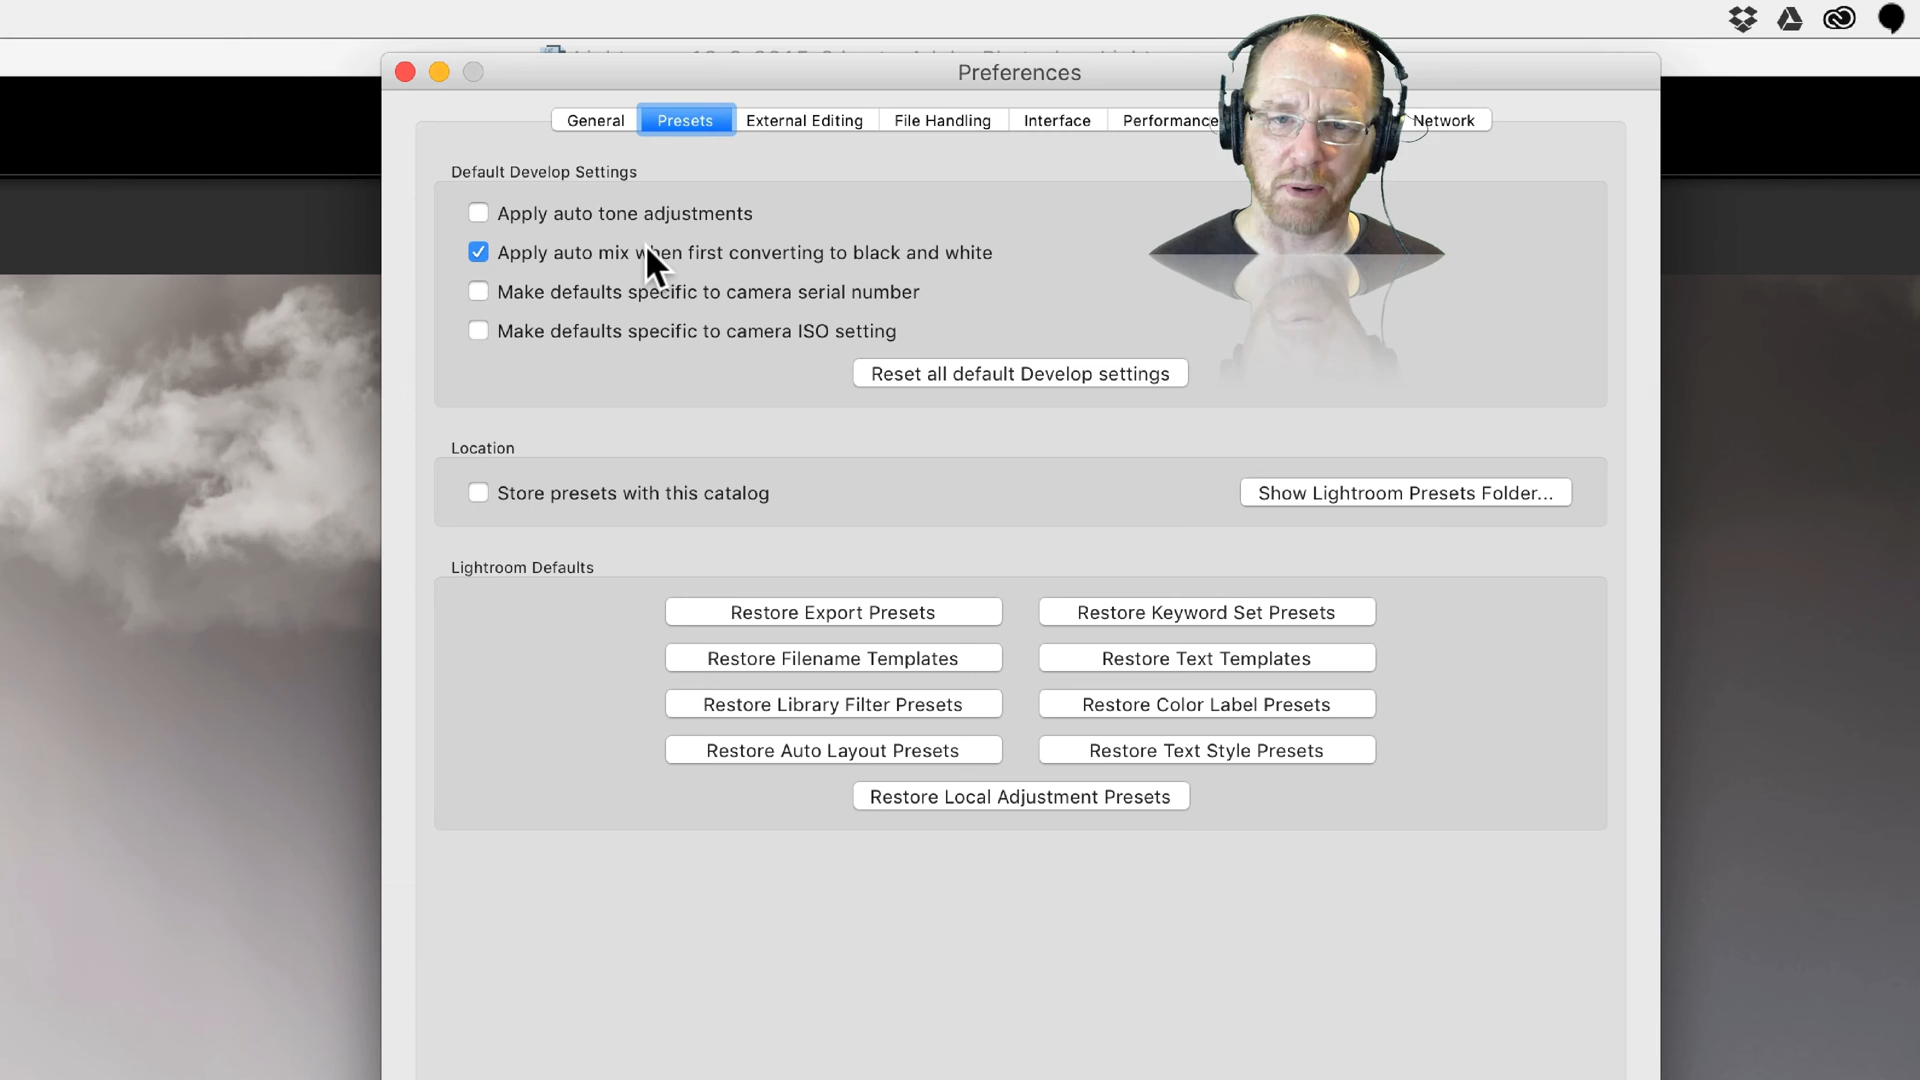 Preferences
General Presets External Editing File Handling Interface Performance Network
Default Develop Settings
Apply auto tone adjustments
Apply auto mix when first converting to black and white
Make defaults specific to camera serial number
Make defaults specific to camera ISO setting
Reset all default Develop settings
Location
Store presets with this catalog
Show Lightroom Presets Folder...
Lightroom Defaults
Restore Export Presets
Restore Keyword Set Presets
Restore Filename Templates
Restore Text Templates
Restore Library Filter Presets
Restore Color Label Presets
Restore Auto Layout Presets
Restore Text Style Presets
Restore Local Adjustment Presets